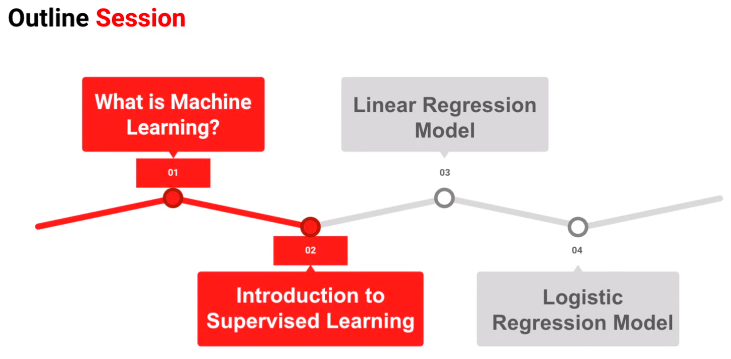 Outline Session
What is Machine
Learning?
01
02
Introduction to
Supervised Learning
Linear Regression
Model
03
04
Logistic
Regression Model